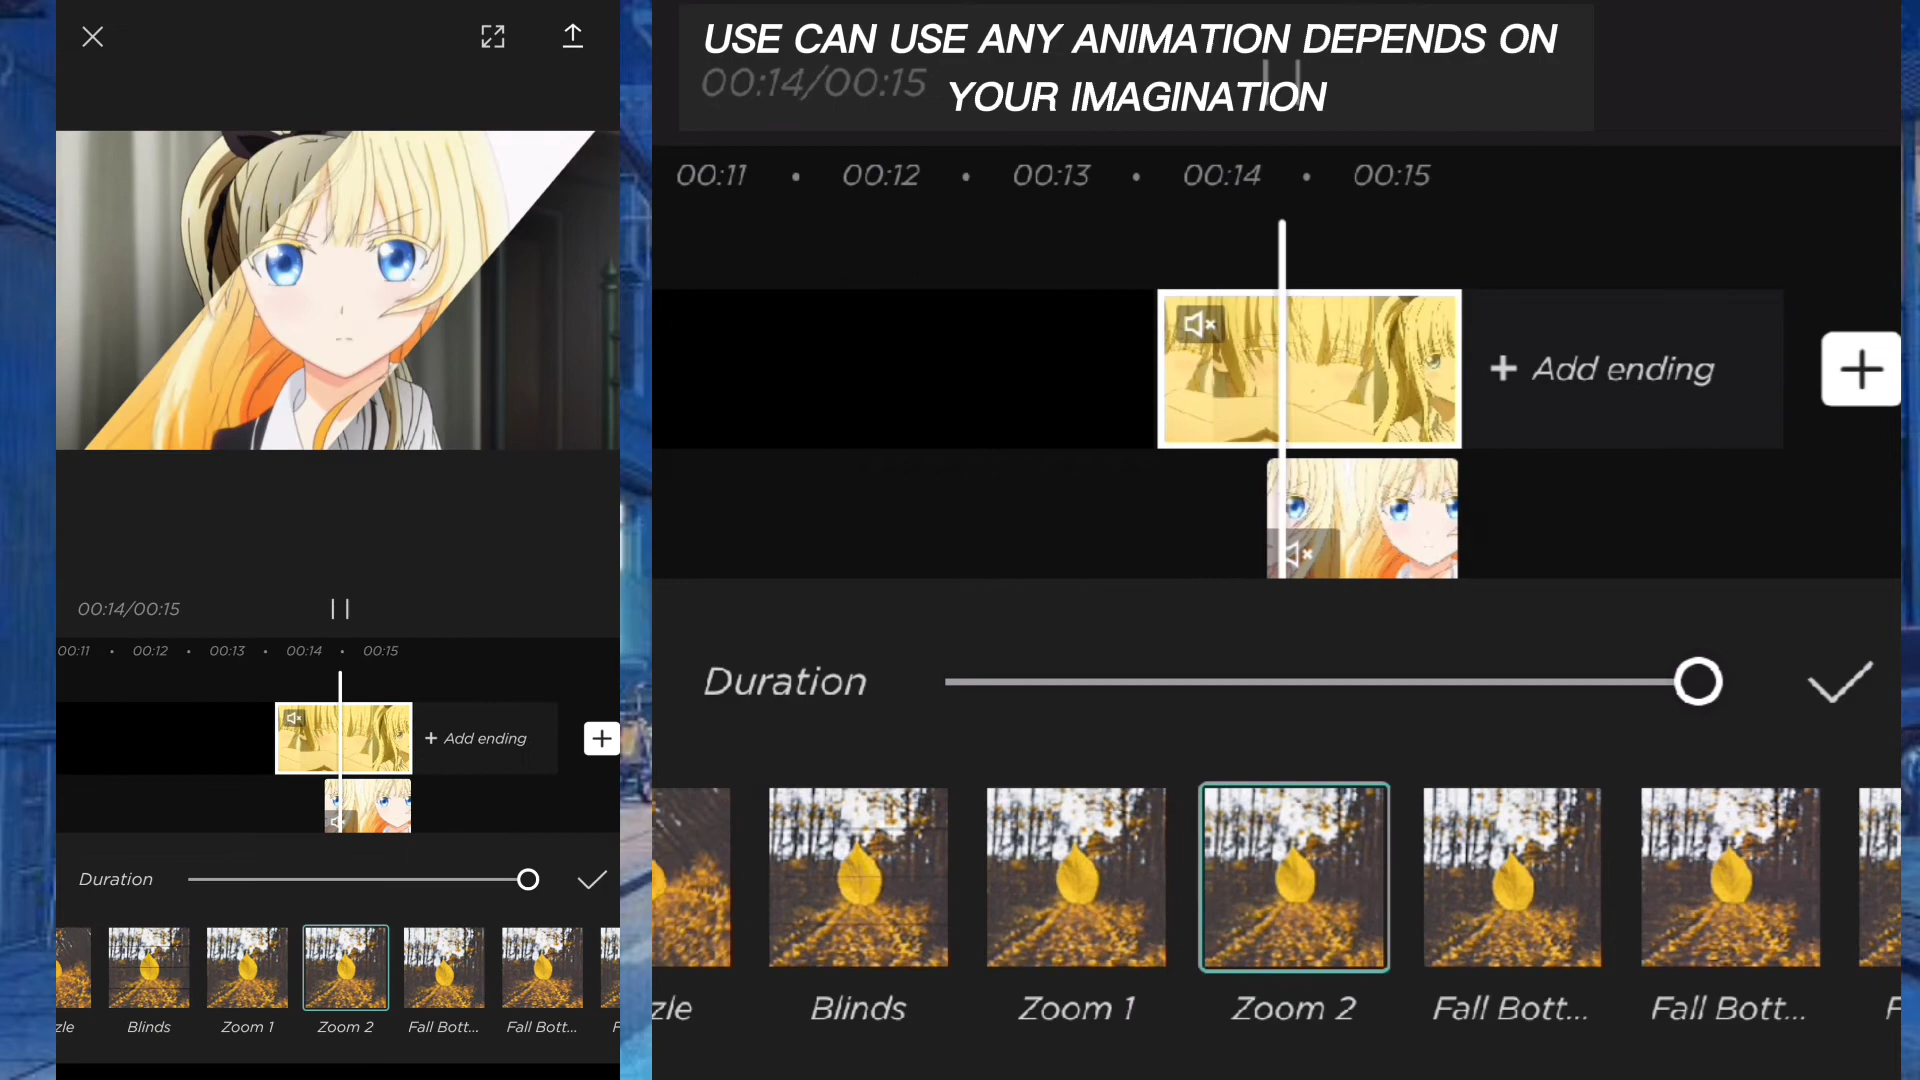 00:14/00:15
00:11 • 00:12 • 00:13 • 00:14 • 00:15
+ Add ending
Duration
zle Blinds Zoom 1 Zoom 2 Fall Bott... Fall Bott... F
USE CAN USE ANY ANIMATION DEPENDS ON
YOUR IMAGINATION
00:14/00:15
00:11 • 00:12 • 00:13 • 00:14 • 00:15
+ Add ending
Duration
zle Blinds Zoom 1 Zoom 2 Fall Bott... Fall Bott... F